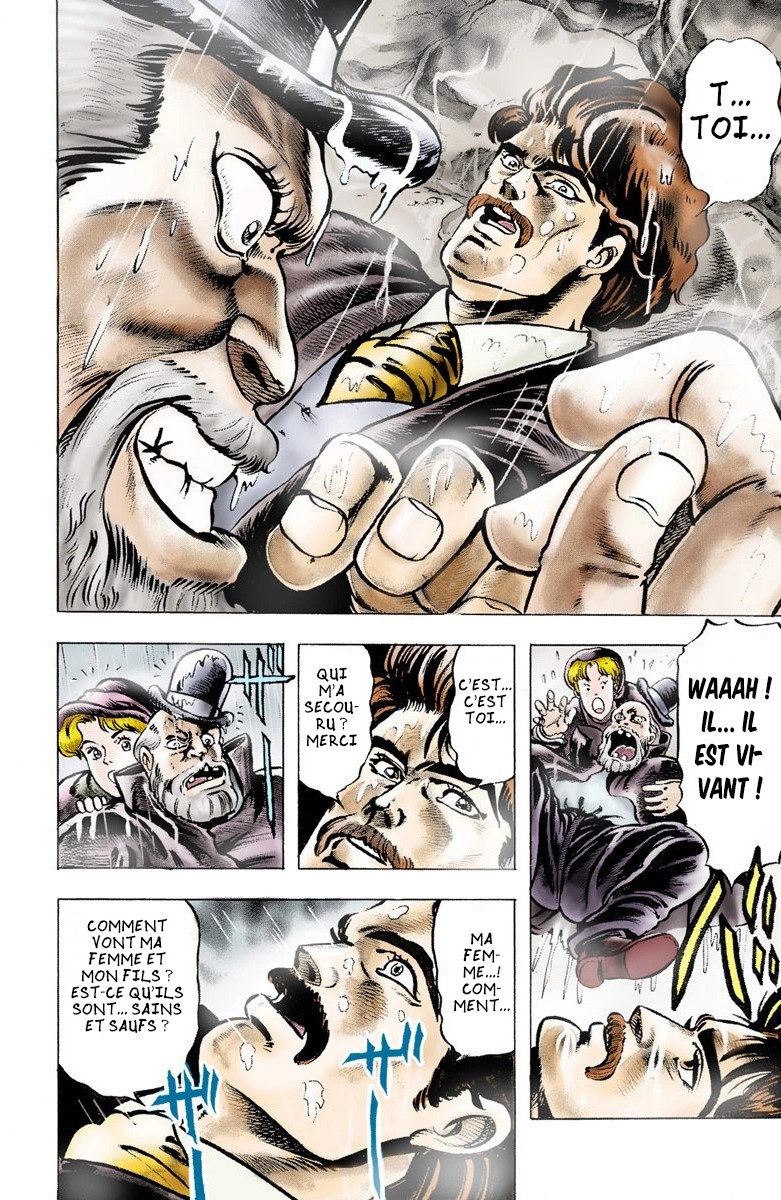 T...
TOI...
WAAAH !
IL... IL
EST VI-
VANT !
C'EST...
C'EST
TOI...
QUI
M'A
SECOU-
RU ?
MERCI
MA
FEM-
ME...!
COM-
MENT...
COMMENT
VONT MA
FEMME ET
MON FILS ?
EST-CE QU'ILS
SONT... SAINS
ET SAUFS ?